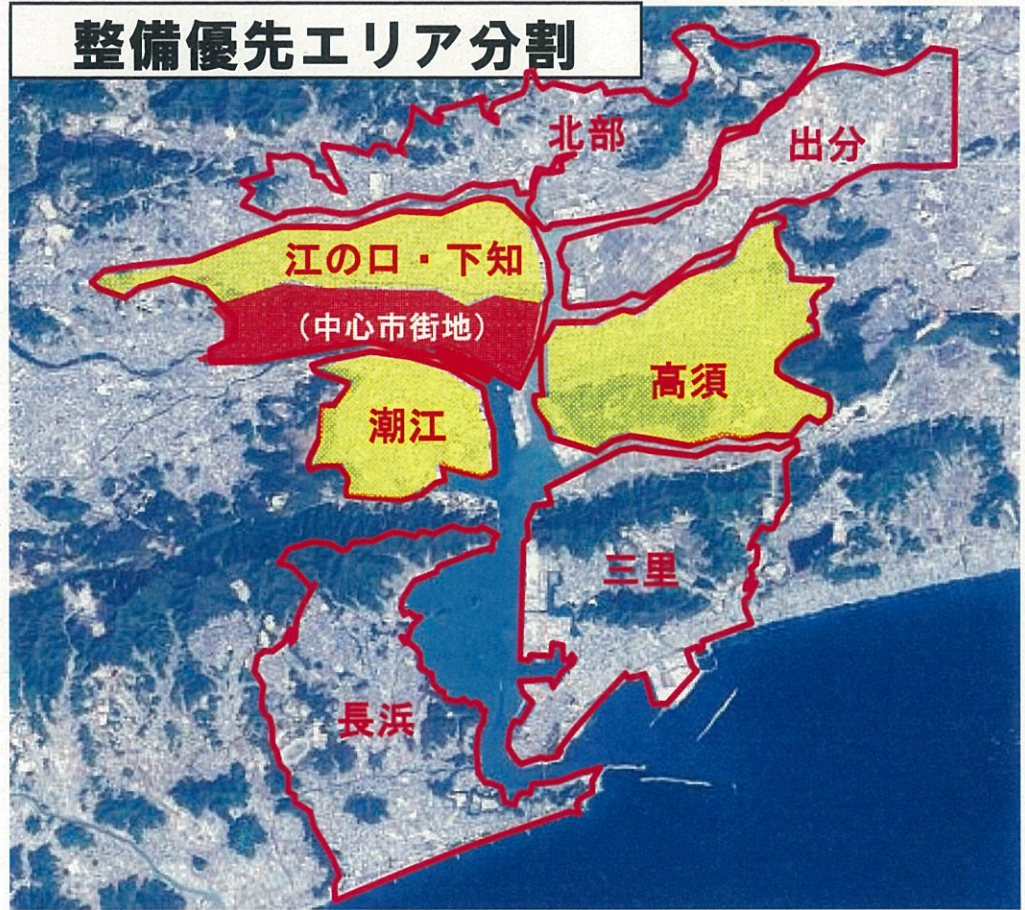 整備優先エリア分割
北部
出分
江の口・下知
（中心市街地）
高須
潮江
三里
長浜